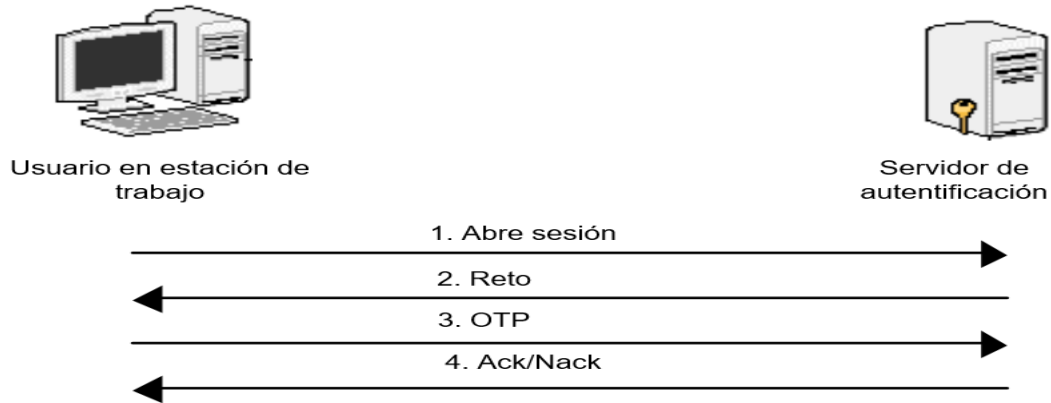 Usuario en estación de
trabajo
Servidor de
autentificación
1. Abre sesión
2. Reto
3. OTP
4. Ack/Nack